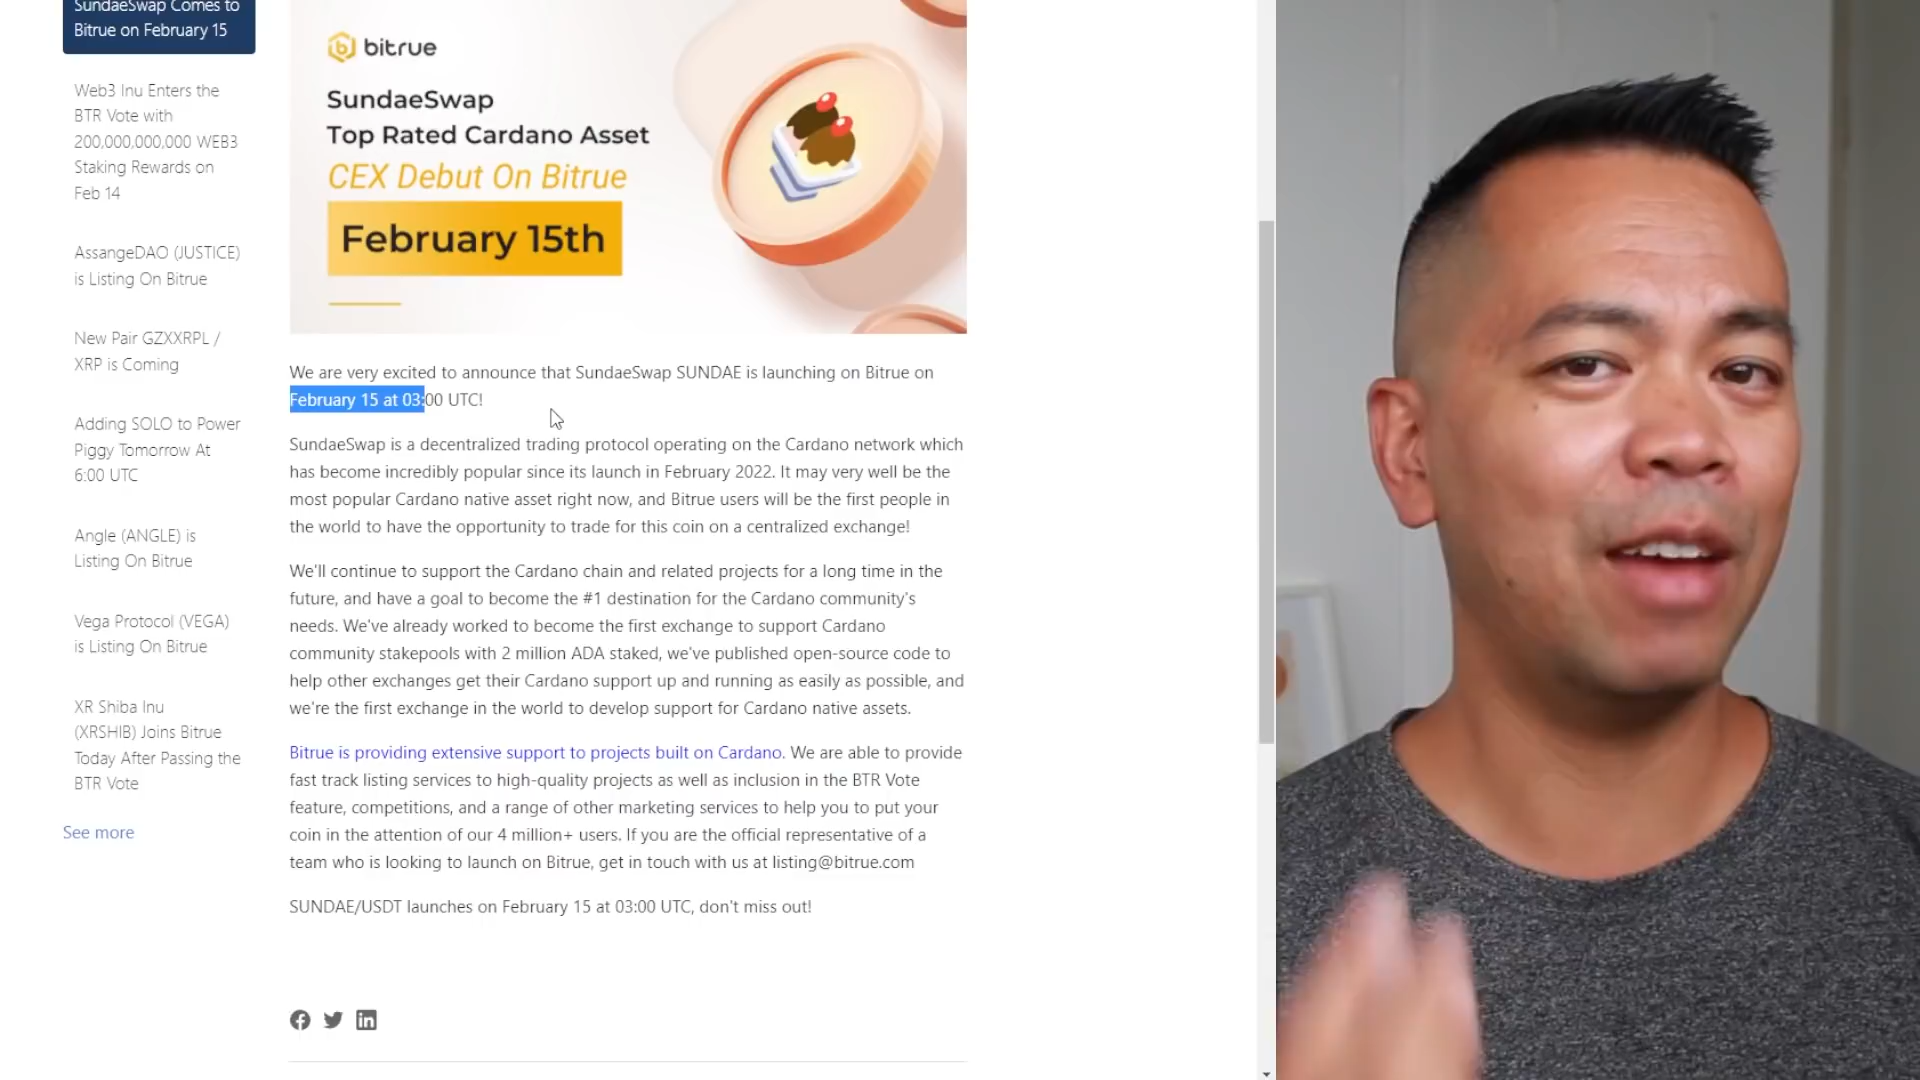 SundaeSwap Comes to
Bitrue on February 15
Web3 Inu Enters the
BTR Vote with
200,000,000,000 WEB3
Staking Rewards on
Feb 14
AssangeDAO (JUSTICE)
is Listing On Bitrue
New Pair GZXXRPL /
XRP is Coming
Adding SOLO to Power
Piggy Tomorrow At
6:00 UTC
Angle (ANGLE) is
Listing On Bitrue
Vega Protocol (VEGA)
is Listing On Bitrue
XR Shiba Inu
(XRSHIB) Joins Bitrue
Today After Passing the
BTR Vote
See more
bitrue
SundaeSwap
Top Rated Cardano Asset
CEX Debut On Bitrue
February 15th
We are very excited to announce that SundaeSwap SUNDAE is launching on Bitrue on
February 15 at 03:00 UTC!
SundaeSwap is a decentralized trading protocol operating on the Cardano network which
has become incredibly popular since its launch in February 2022. It may very well be the
most popular Cardano native asset right now, and Bitrue users will be the first people in
the world to have the opportunity to trade for this coin on a centralized exchange!
We'll continue to support the Cardano chain and related projects for a long time in the
future, and have a goal to become the #1 destination for the Cardano community's
needs. We've already worked to become the first exchange to support Cardano
community stakepools with 2 million ADA staked, we've published open-source code to
help other exchanges get their Cardano support up and running as easily as possible, and
we're the first exchange in the world to develop support for Cardano native assets.
Bitrue is providing extensive support to projects built on Cardano. We are able to provide
fast track listing services to high-quality projects as well as inclusion in the BTR Vote
feature, competitions, and a range of other marketing services to help you to put your
coin in the attention of our 4 million+ users. If you are the official representative of a
team who is looking to launch on Bitrue, get in touch with us at listing@bitrue.com
SUNDAE/USDT launches on February 15 at 03:00 UTC, don't miss out!